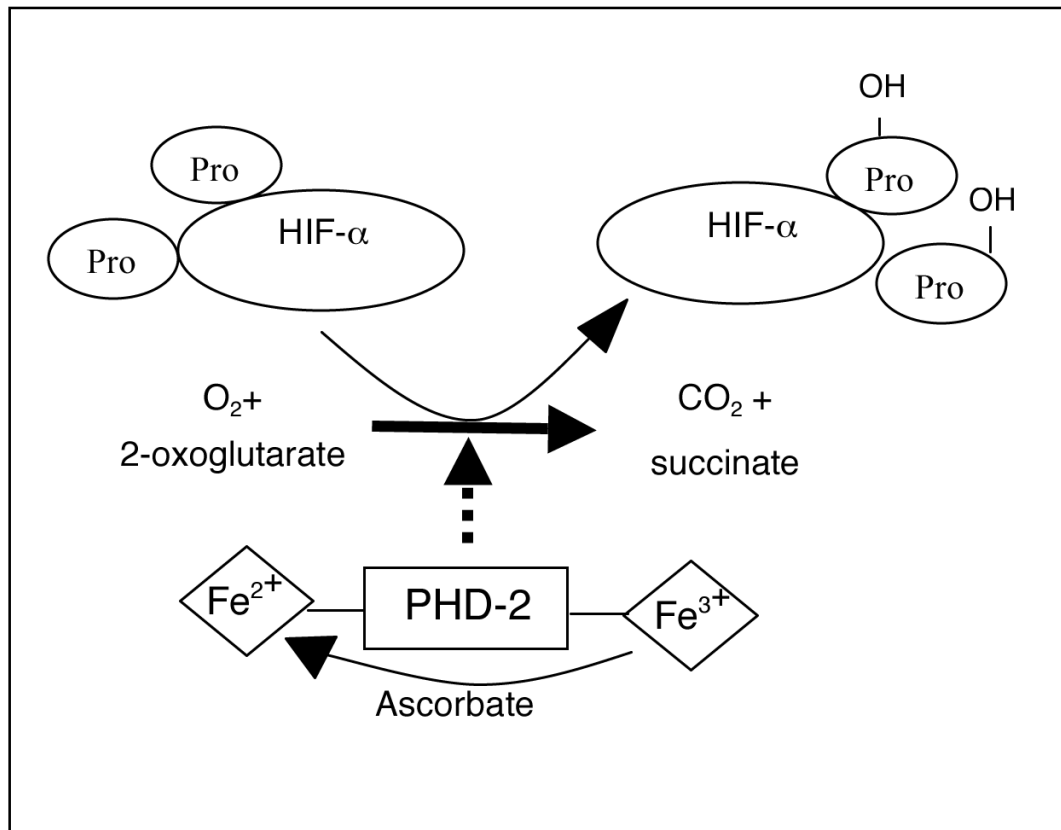 OH
Pro
Pro
OH
HIF-α
HIF-α
Pro
Pro
O₂+
CO₂ +
2-oxoglutarate
succinate
Fe²⁺
PHD-2
Fe³⁺
Ascorbate